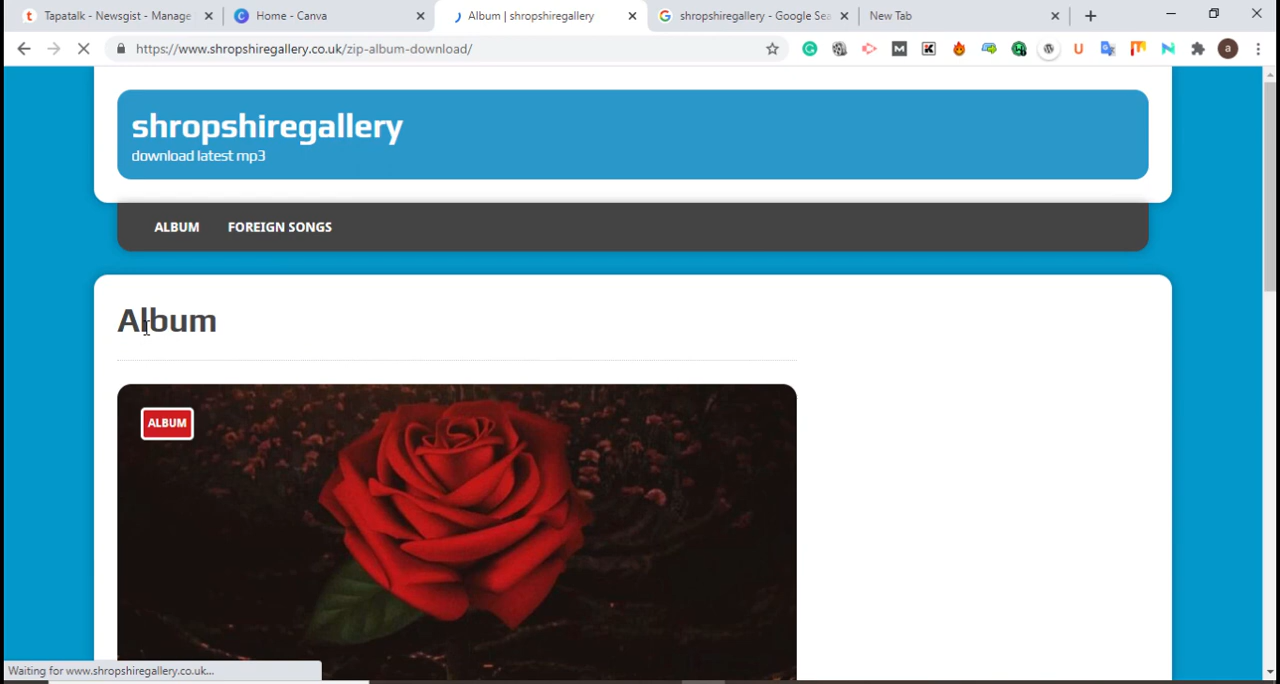 Tapatalk - Newsgist - Manage
Home - Canva
Album | shropshiregallery
shropshiregallery - Google Sea
New Tab
https://www.shropshiregallery.co.uk/zip-album-download/
shropshiregallery
download latest mp3
ALBUM
FOREIGN SONGS
Album
ALBUM
Waiting for www.shropshiregallery.co.uk...